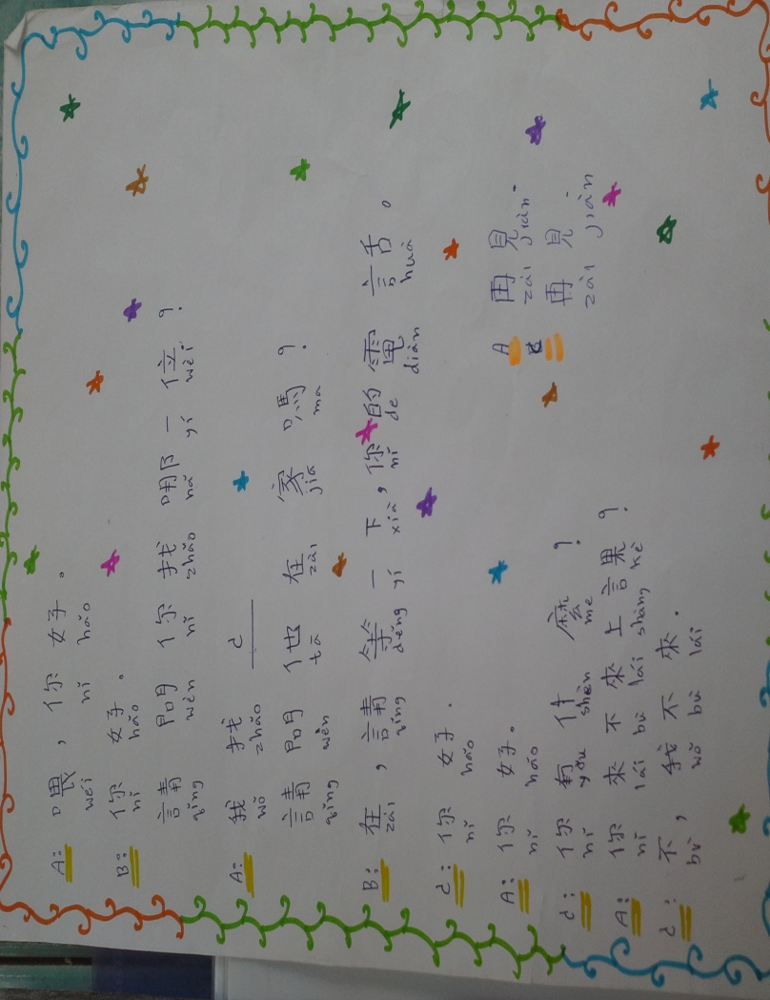 A: 喂，你好。
wéi nǐ hǎo
B: 你好。
nǐ hǎo
請問你找哪一位？
qǐng wèn nǐ zhǎo nǎ yí wèi
A: 我找 C
wǒ zhǎo
請問他在家嗎？
qǐng wèn tā zài jiā ma
B: 在，請等一下，你的電話。
zài qǐng děng yí xià nǐ de diàn huà
C: 你好.
nǐ hǎo
A: 你好。
nǐ hǎo
C: 你有什麼？
nǐ yǒu shén me
A: 你來不來上課？
nǐ lái bù lái shàng kè
C: 不，我不來.
bù wǒ bù lái
A 再見
zài jiàn
再見
zài jiàn